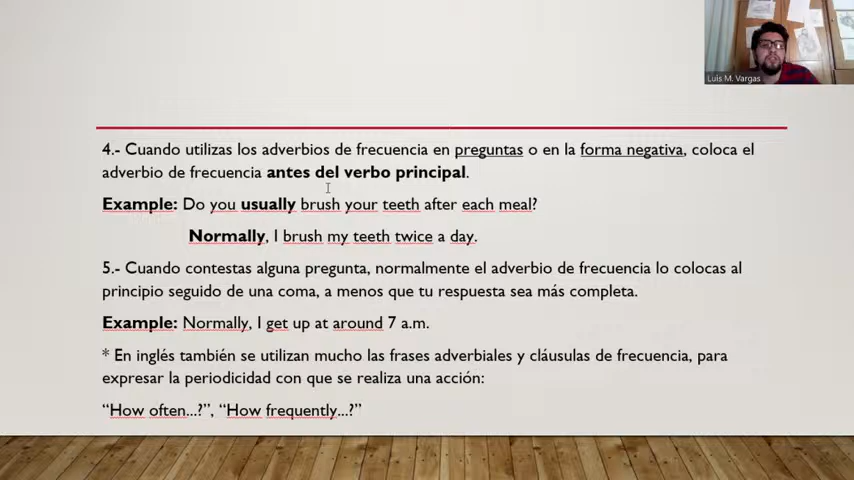 Luis M. Vargas
4.- Cuando utilizas los adverbios de frecuencia en preguntas o en la forma negativa, coloca el
adverbio de frecuencia antes del verbo principal.
Example: Do you usually brush your teeth after each meal?
Normally, I brush my teeth twice a day.
5.- Cuando contestas alguna pregunta, normalmente el adverbio de frecuencia lo colocas al
principio seguido de una coma, a menos que tu respuesta sea más completa.
Example: Normally, I get up at around 7 a.m.
* En inglés también se utilizan mucho las frases adverbiales y cláusulas de frecuencia, para
expresar la periodicidad con que se realiza una acción:
“How often...?”, “How frequently...?”